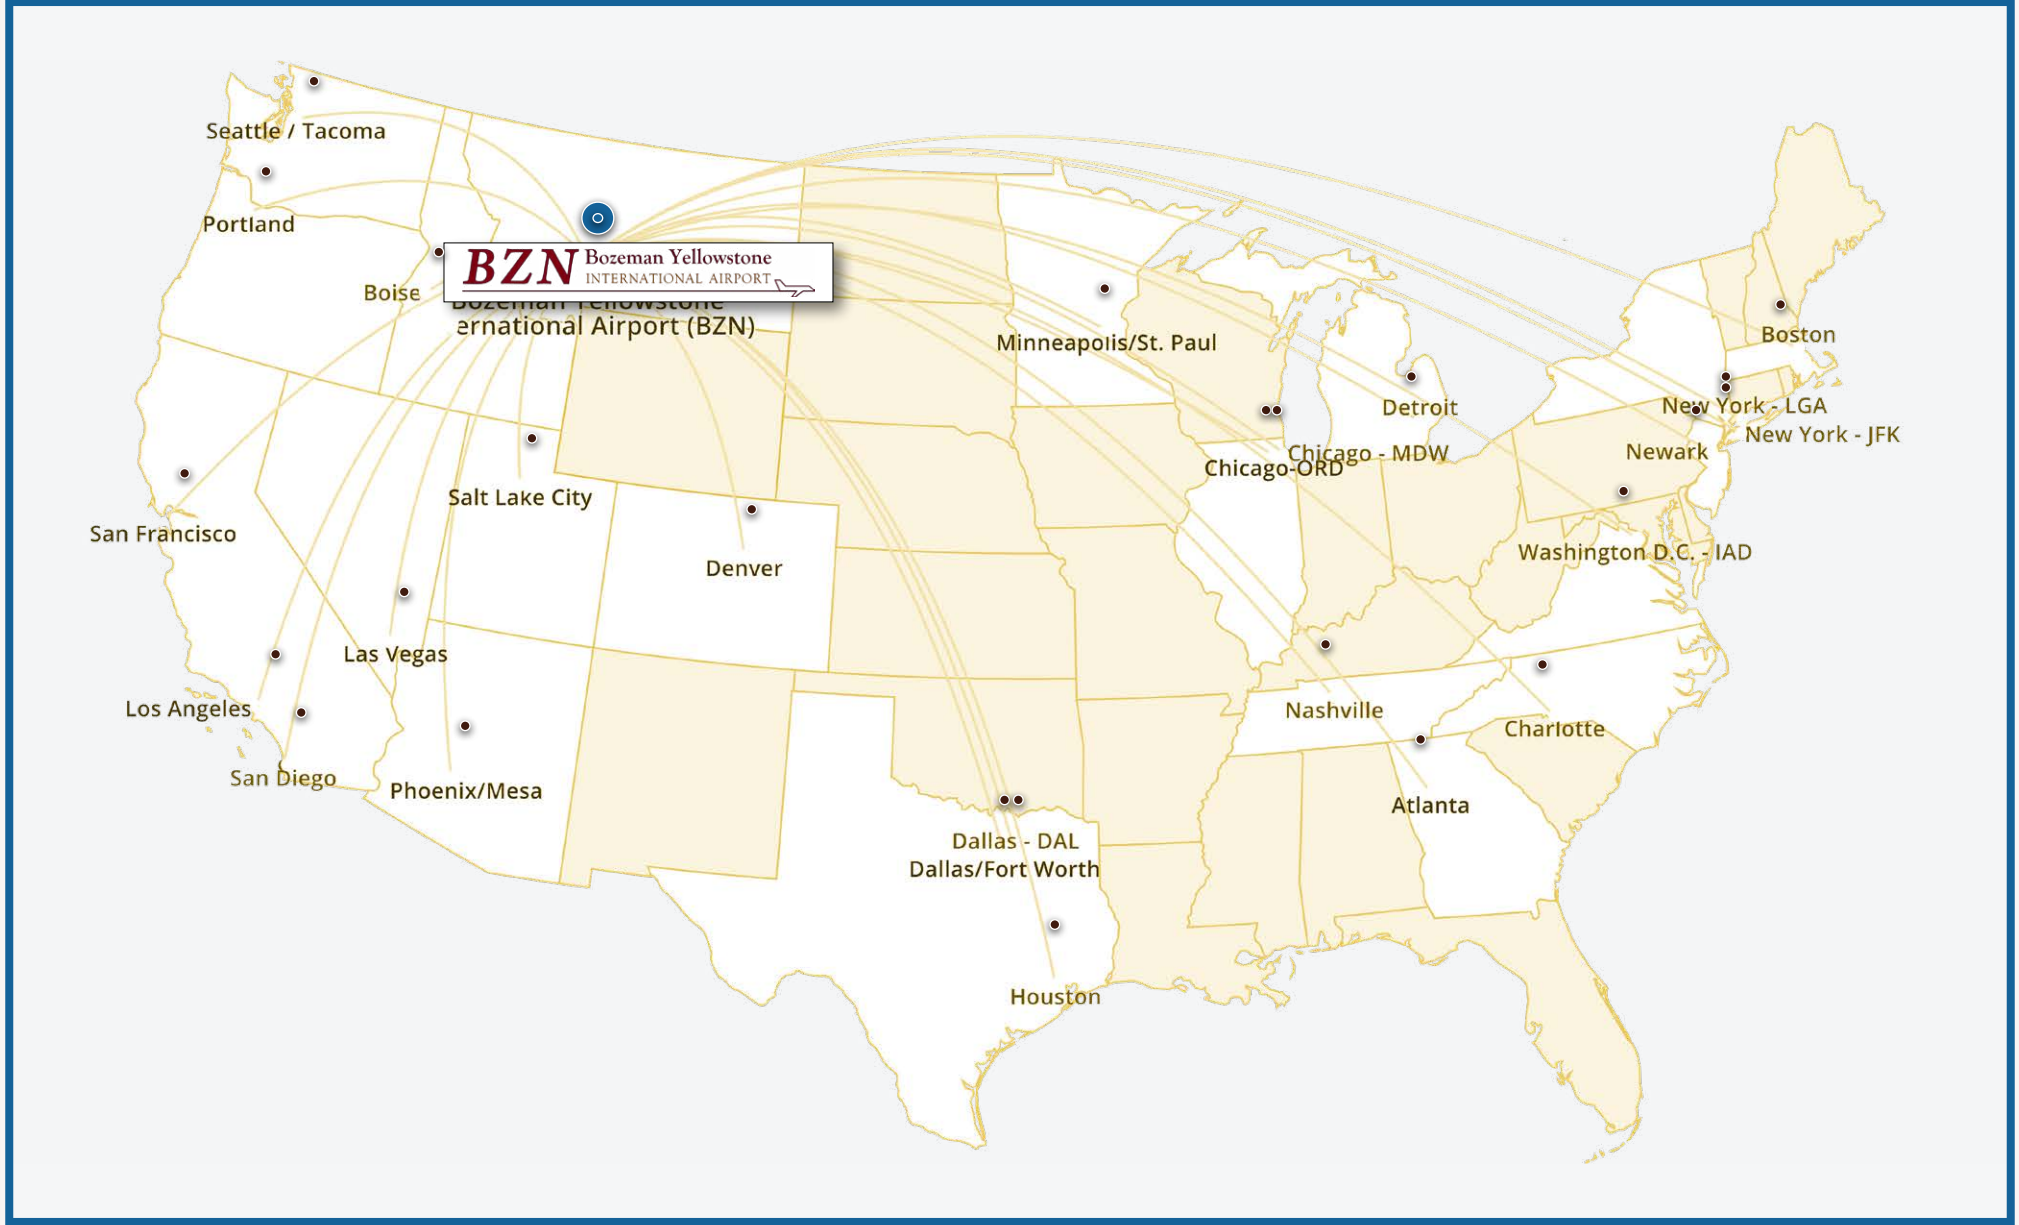 Seattle / Tacoma
Portland
BZN Bozeman Yellowstone
INTERNATIONAL AIRPORT
Boise
Bozeman Yellowstone
ernational Airport (BZN)
Minneapolis/St. Paul
Boston
Detroit
New York - LGA
New York - JFK
Newark
Chicago - MDW
Chicago-ORD
Salt Lake City
San Francisco
Washington D.C. - IAD
Denver
Las Vegas
Los Angeles
Nashville
Charlotte
San Diego
Phoenix/Mesa
Atlanta
Dallas - DAL
Dallas/Fort Worth
Houston